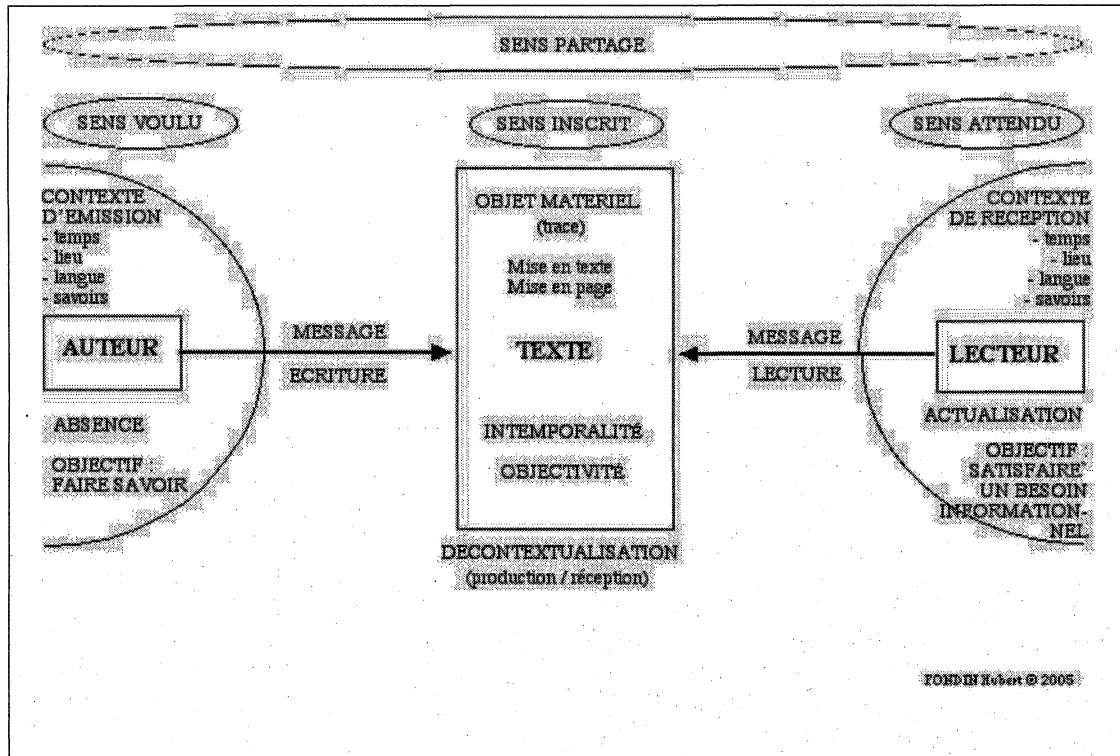 SENS PARTAGE
SENS VOULU
SENS INSCRIT
SENS ATTENDU
CONTEXTE
D'EMISSION
- temps
- lieu
- langue
- savoirs
AUTEUR
ABSENCE
OBJECTIF :
FAIRE SAVOIR
MESSAGE
ECRITURE
OBJET MATERIEL
(trace)
Mise en texte
Mise en page
TEXTE
INTEMPORALITÉ
OBJECTIVITÉ
DECONTEXTUALISATION
(production / réception)
MESSAGE
LECTURE
CONTEXTE
DE RECEPTION
- temps
- lieu
- langue
- savoirs
LECTEUR
ACTUALISATION
OBJECTIF :
SATISFAIRE
UN BESOIN
INFORMATION-
NEL
FONDIN Hubert © 2005